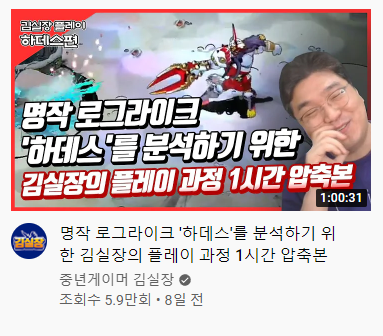 김실장 플레이
하데스편
명작 로그라이크
'하데스'를 분석하기 위한
김실장의 플레이 과정 1시간 압축본
1:00:31
김실장
명작 로그라이크 '하데스'를 분석하기 위
한 김실장의 플레이 과정 1시간 압축본
중년게이머 김실장
조회수 5.9만회 • 8일 전